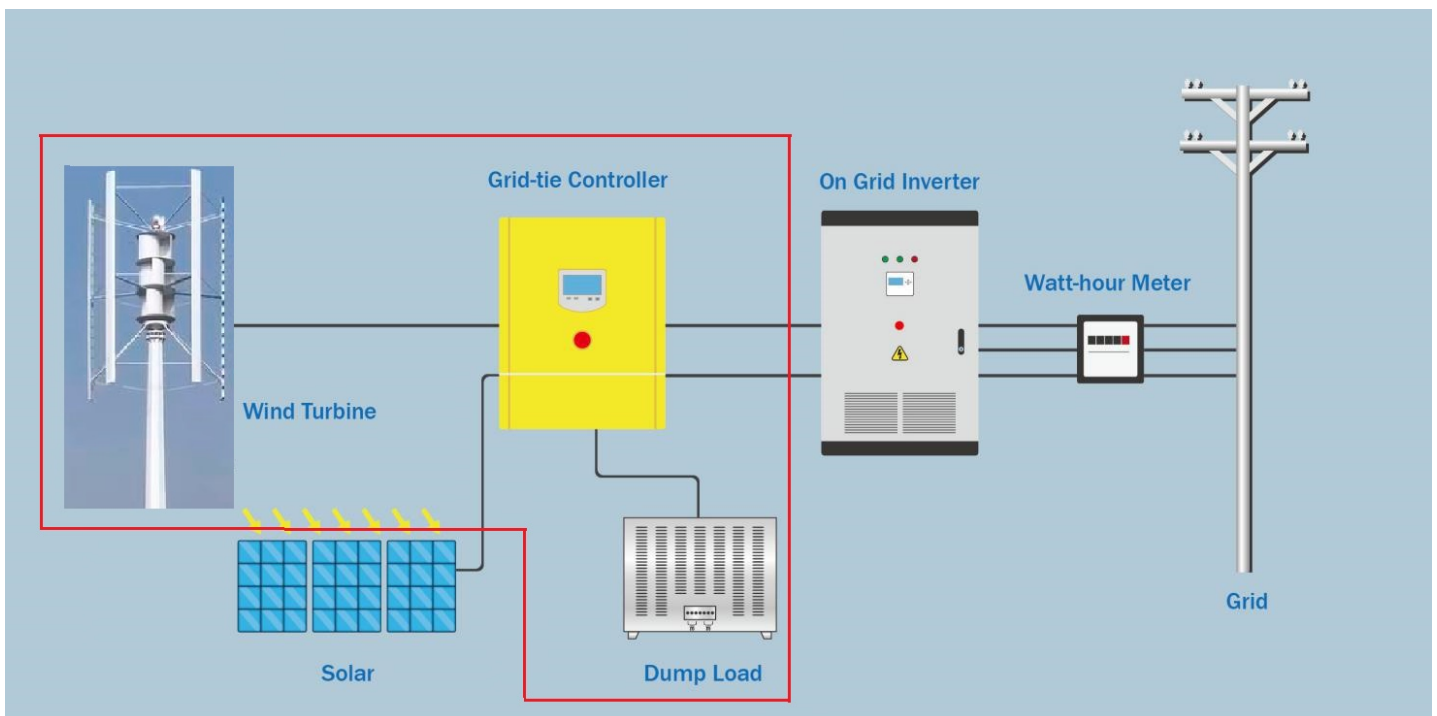 Grid-tie Controller
On Grid Inverter
Watt-hour Meter
Wind Turbine
Grid
Solar
Dump Load